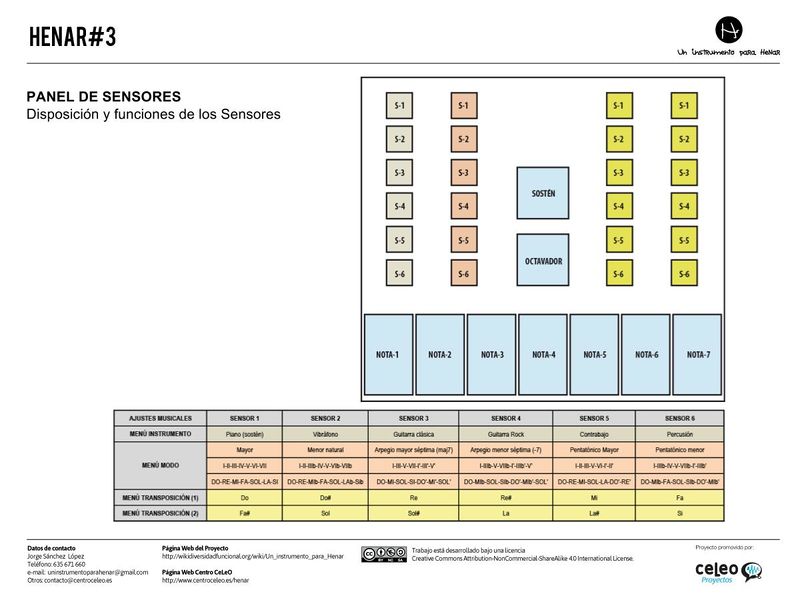 HENAR#3
Un instrumento para Henar
PANEL DE SENSORES
Disposición y funciones de los Sensores
S-1 S-1 S-1 S-1
S-2 S-2 S-2 S-2
S-3 S-3 S-3 S-3
SOSTÉN
S-4 S-4 S-4 S-4
S-5 S-5 S-5 S-5
OCTAVADOR
S-6 S-6 S-6 S-6
NOTA-1 NOTA-2 NOTA-3 NOTA-4 NOTA-5 NOTA-6 NOTA-7
AJUSTES MUSICALES SENSOR 1 SENSOR 2 SENSOR 3 SENSOR 4 SENSOR 5 SENSOR 6
MENÚ INSTRUMENTO Piano (sostén) Vibráfono Guitarra clásica Guitarra Rock Contrabajo Percusión
MENÚ MODO Mayor Menor natural Arpegio mayor séptima (maj7) Arpegio menor séptima (-7) Pentatónico Mayor Pentatónico menor
I-II-III-IV-V-VI-VII I-II-IIIb-IV-V-VIb-VIIb I-III-V-VII-I'-III'-V' I-IIIb-V-VIIb-I'-IIIb'-V' I-II-III-V-VI-I'-II' I-IIIb-IV-V-VIIb-I'-IIIb'
DO-RE-MI-FA-SOL-LA-SI DO-RE-MIb-FA-SOL-LAb-SIb DO-MI-SOL-SI-DO'-MI'-SOL' DO-MIb-SOL-SIb-DO'-MIb'-SOL' DO-RE-MI-SOL-LA-DO'-RE' DO-MIb-FA-SOL-SIb-DO'-MIb'
MENÚ TRANSPOSICIÓN (1) Do Do# Re Re# Mi Fa
MENÚ TRANSPOSICIÓN (2) Fa# Sol Sol# La La# Si
Datos de contacto
Jorge Sánchez López
Teléfono: 635 671 660
e-mail: uninstrumentoparahenar@gmail.com
Otros: contacto@centroceleo.es
Página Web del Proyecto
http://wikidiversidadfuncional.org/wiki/Un_instrumento_para_Henar
Página Web Centro CeLeO
http://www.centroceleo.es/henar
CC BY NC SA
Trabajo está desarrollado bajo una licencia
Creative Commons Attribution-NonCommercial-ShareAlike 4.0 International License.
Proyecto promovido por:
celeo
Proyectos